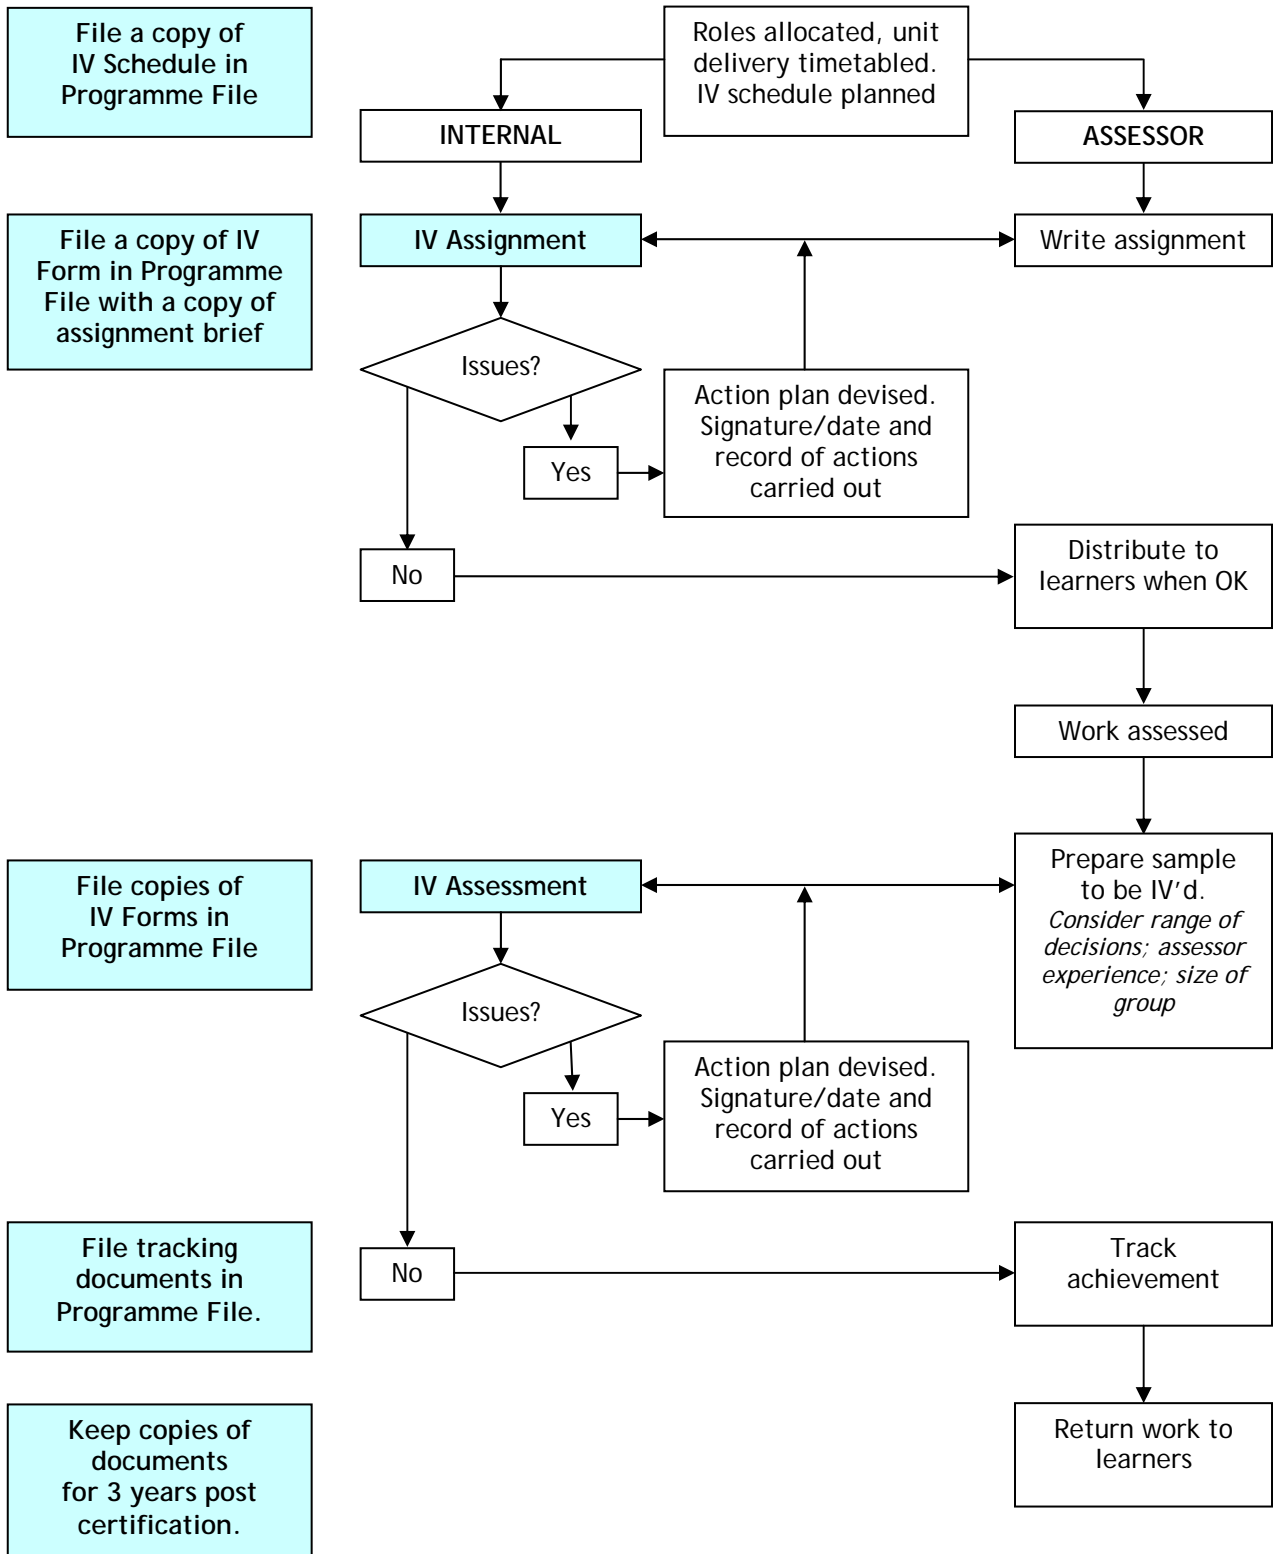 File a copy of
IV Schedule in
Programme File
Roles allocated, unit
delivery timetabled.
IV schedule planned
INTERNAL
ASSESSOR
File a copy of IV
Form in Programme
File with a copy of
assignment brief
IV Assignment
Write assignment
Issues?
Action plan devised.
Signature/date and
record of actions
carried out
Yes
No
Distribute to
learners when OK
Work assessed
File copies of
IV Forms in
Programme File
IV Assessment
Prepare sample
to be IV'd.
Consider range of
decisions; assessor
experience; size of
group
Issues?
Action plan devised.
Signature/date and
record of actions
carried out
Yes
File tracking
documents in
Programme File.
No
Track
achievement
Keep copies of
documents
for 3 years post
certification.
Return work to
learners